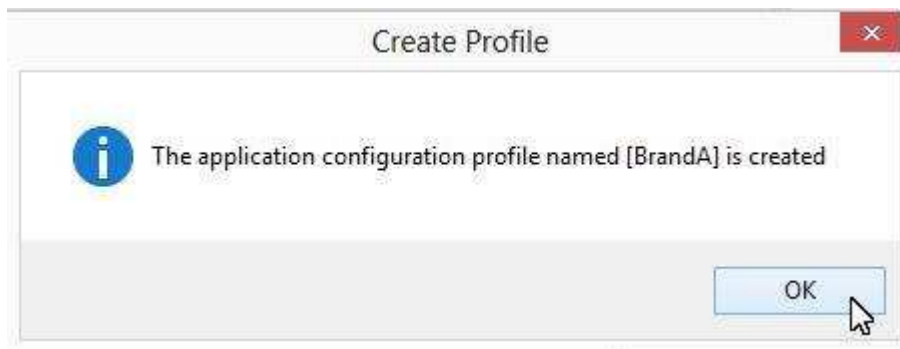 Create Profile
The application configuration profile named [BrandA] is created
OK